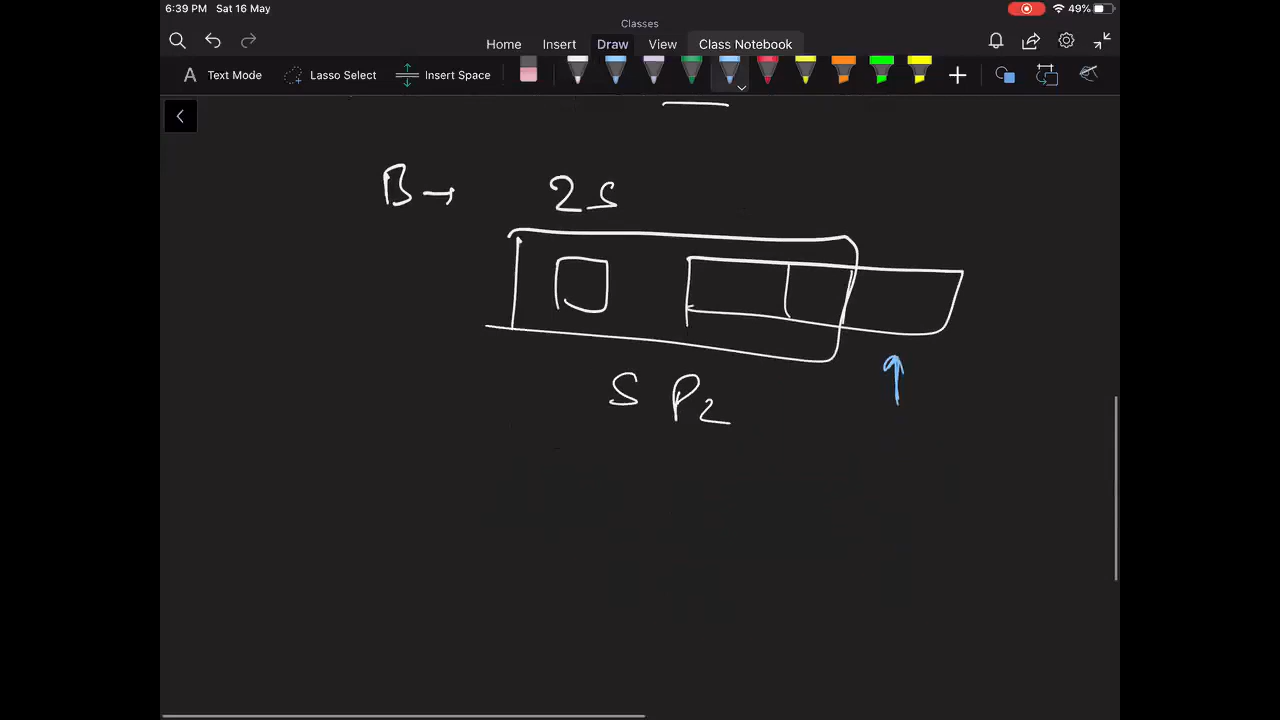 6:39 PM Sat 16 May 49%
Classes
Home Insert Draw View Class Notebook
A Text Mode Lasso Select Insert Space
B → 2s
S P2